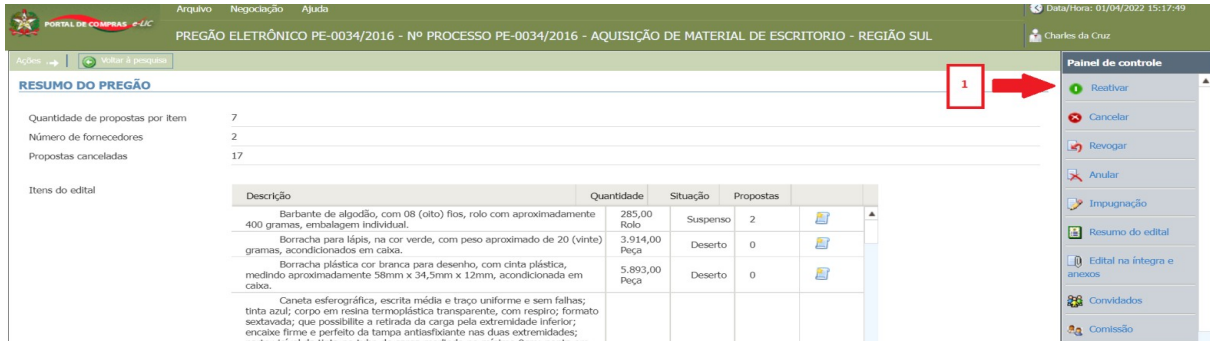 Arquivo Negociação Ajuda
Data/Hora: 01/04/2022 15:17:49
PORTAL DE COMPRAS e-LIC
PREGÃO ELETRÔNICO PE-0034/2016 - Nº PROCESSO PE-0034/2016 - AQUISIÇÃO DE MATERIAL DE ESCRITORIO - REGIÃO SUL
Charles da Cruz
Ações Voltar à pesquisa
Painel de controle
RESUMO DO PREGÃO
1
Reativar
Cancelar
Revogar
Anular
Impugnação
Resumo do edital
Edital na íntegra e
anexos
Convidados
Comissão
Quantidade de propostas por item 7
Número de fornecedores 2
Propostas canceladas 17
Itens do edital
Descrição Quantidade Situação Propostas
Barbante de algodão, com 08 (oito) fios, rolo com aproximadamente
400 gramas, embalagem individual.
285,00
Rolo
Suspenso 2
Borracha para lápis, na cor verde, com peso aproximado de 20 (vinte)
gramas, acondicionados em caixa.
3.914,00
Peça
Deserto 0
Borracha plástica cor branca para desenho, com cinta plástica,
medindo aproximadamente 58mm x 34,5mm x 12mm, acondicionada em
caixa.
5.893,00
Peça
Deserto 0
Caneta esferográfica, escrita média e traço uniforme e sem falhas;
tinta azul; corpo em resina termoplástica transparente, com respiro; formato
sextavada; que possibilite a retirada da carga pela extremidade inferior;
encaixe firme e perfeito da tampa antiasfixiante nas duas extremidades;